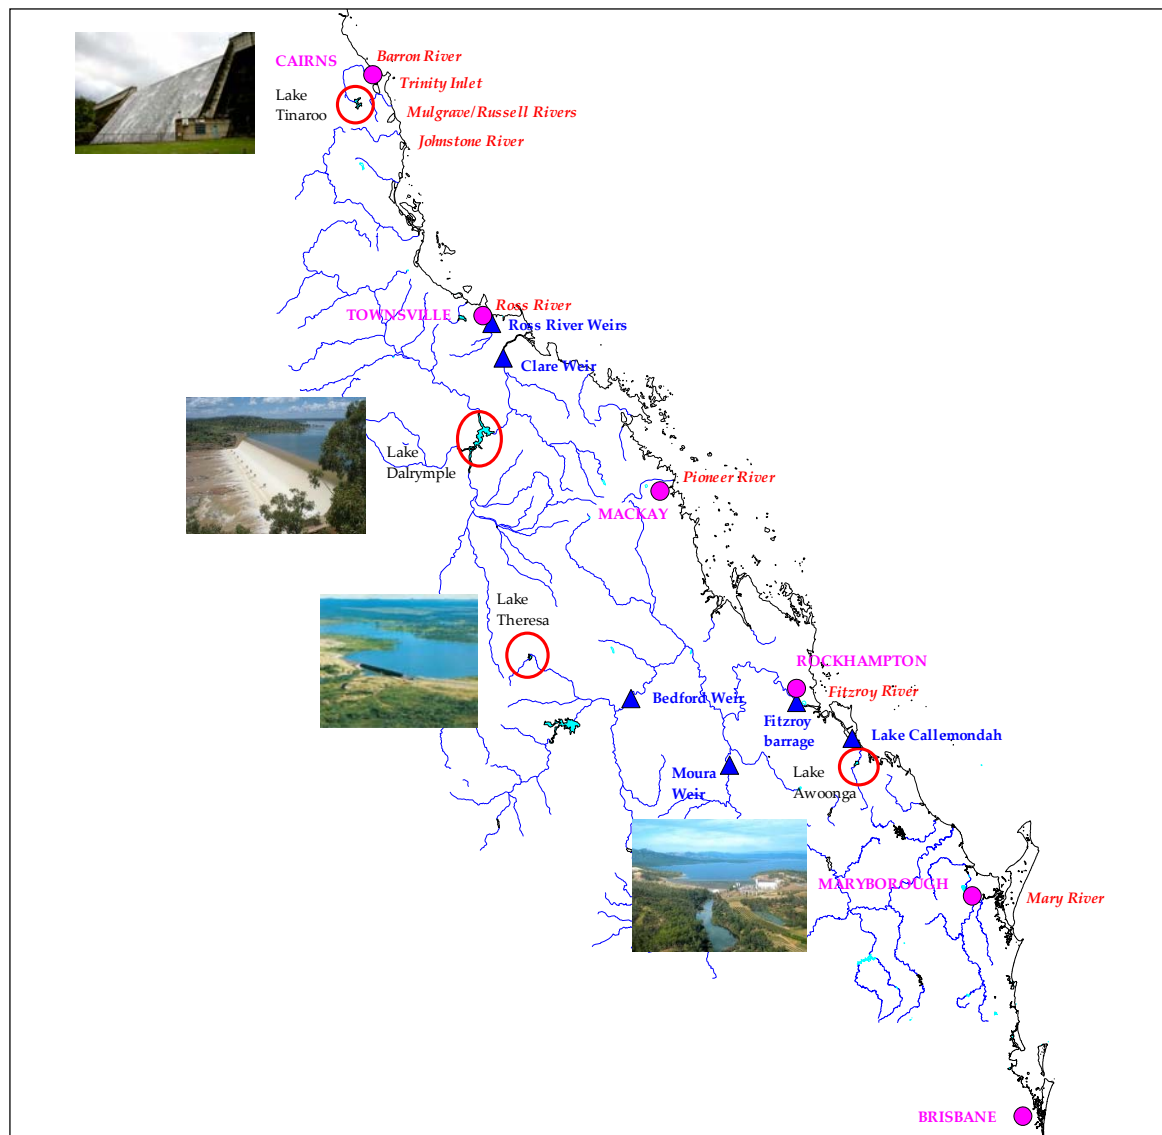 CAIRNS
Barron River
Trinity Inlet
Lake
Tinaroo
Mulgrave/Russell Rivers
Johnstone River
Ross River
TOWNSVILLE
Ross River Weirs
Clare Weir
Lake
Dalrymple
Pioneer River
MACKAY
Lake
Theresa
ROCKHAMPTON
Fitzroy River
Bedford Weir
Fitzroy
barrage
Lake Callemondah
Moura
Weir
Lake
Awoonga
MARYBOROUGH
Mary River
BRISBANE